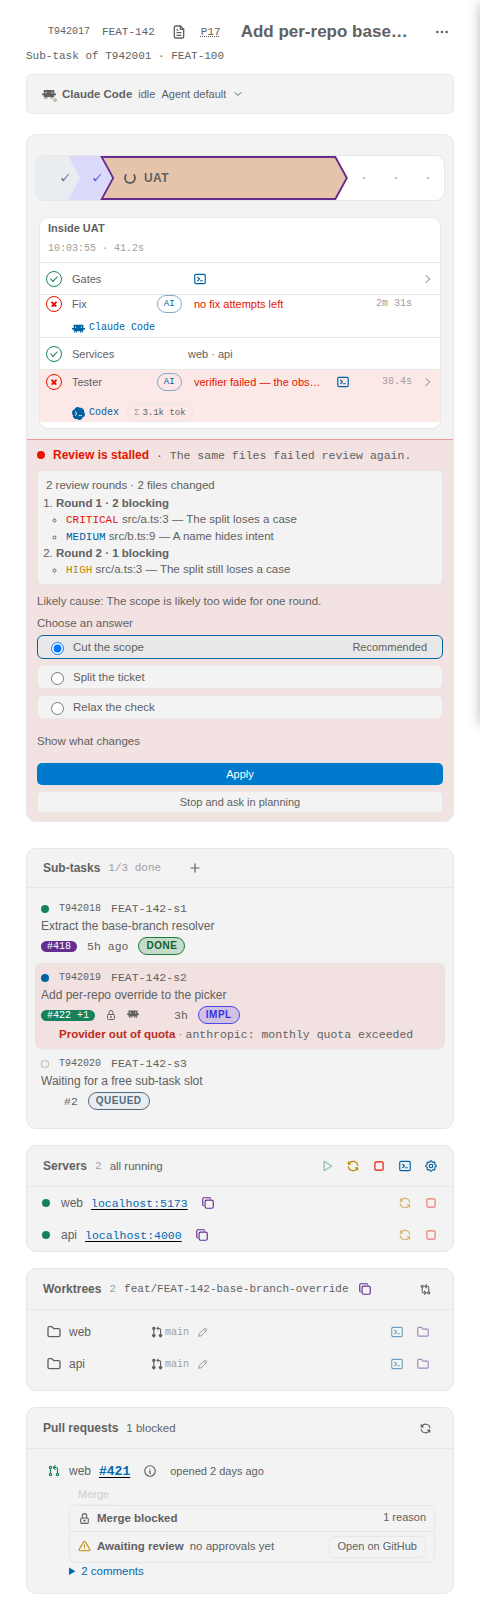 T942017 FEAT-142 P17 Add per-repo base…
Sub-task of T942001 · FEAT-100
Claude Code idle Agent default
✓ ✓ UAT · · ·
Inside UAT
10:03:55 · 41.2s
Gates
Fix AI no fix attempts left 2m 31s
Claude Code
Services web · api
Tester AI verifier failed — the obs… 38.4s
Codex Σ 3.1k tok
Review is stalled · The same files failed review again.
2 review rounds · 2 files changed
1. Round 1 · 2 blocking
CRITICAL src/a.ts:3 — The split loses a case
MEDIUM src/b.ts:9 — A name hides intent
2. Round 2 · 1 blocking
HIGH src/a.ts:3 — The split still loses a case
Likely cause: The scope is likely too wide for one round.
Choose an answer
Cut the scope Recommended
Split the ticket
Relax the check
Show what changes
Apply
Stop and ask in planning
Sub-tasks 1/3 done
T942018 FEAT-142-s1
Extract the base-branch resolver
#418 5h ago DONE
T942019 FEAT-142-s2
Add per-repo override to the picker
#422 +1 3h IMPL
Provider out of quota · anthropic: monthly quota exceeded
T942020 FEAT-142-s3
Waiting for a free sub-task slot
#2 QUEUED
Servers 2 all running
web localhost:5173
api localhost:4000
Worktrees 2 feat/FEAT-142-base-branch-override
web main
api main
Pull requests 1 blocked
web #421 opened 2 days ago
Merge
Merge blocked 1 reason
Awaiting review no approvals yet Open on GitHub
2 comments